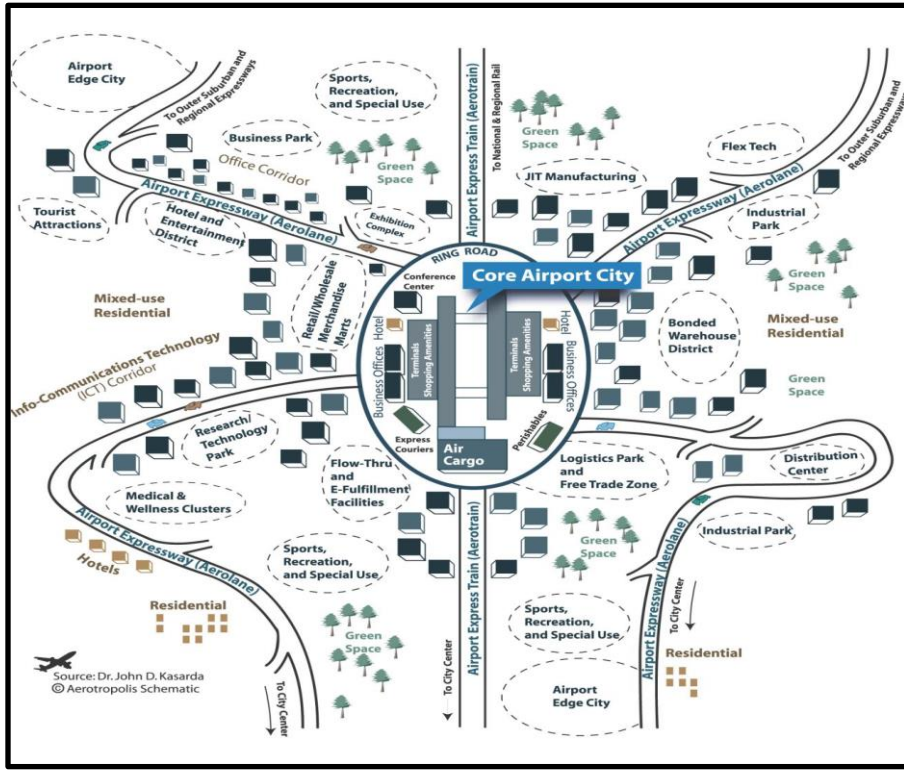 Airport
Edge City
To Outer Suburban and
Regional Expressways
Sports,
Recreation,
and Special Use
Business Park
Office Corridor
Green
Space
Airport Express Train (Aerotrain)
To National & Regional Rail
Green
Space
JIT Manufacturing
Flex Tech
To Outer Suburban and
Regional Expressways
Airport Expressway (Aerolane)
Tourist
Attractions
Hotel and
Entertainment
District
Exhibition
Complex
Airport Expressway (Aerolane)
Industrial
Park
Green
Space
Mixed-use
Residential
Retail/Wholesale
Merchandise
Marts
RING ROAD
Core Airport City
Conference
Center
Hotel
Terminals
Shopping Amenities
Business Offices
Terminals
Shopping Amenities
Hotel
Business Offices
Express
Couriers
Air
Cargo
Perishables
Bonded
Warehouse
District
Mixed-use
Residential
Green
Space
Info-Communications Technology
(ICT) Corridor
Research/
Technology
Park
Medical &
Wellness Clusters
Flow-Thru
and
E-Fulfillment
Facilities
Logistics Park
and
Free Trade Zone
Distribution
Center
Industrial Park
Airport Expressway (Aerolane)
Hotels
Sports,
Recreation,
and Special Use
Green
Space
Residential
Green
Space
Airport Express Train (Aerotrain)
To City Center
Sports,
Recreation,
and Special Use
Airport Expressway (Aerolane)
To City Center
Residential
Airport
Edge City
To City Center
Source: Dr. John D. Kasarda
© Aerotropolis Schematic